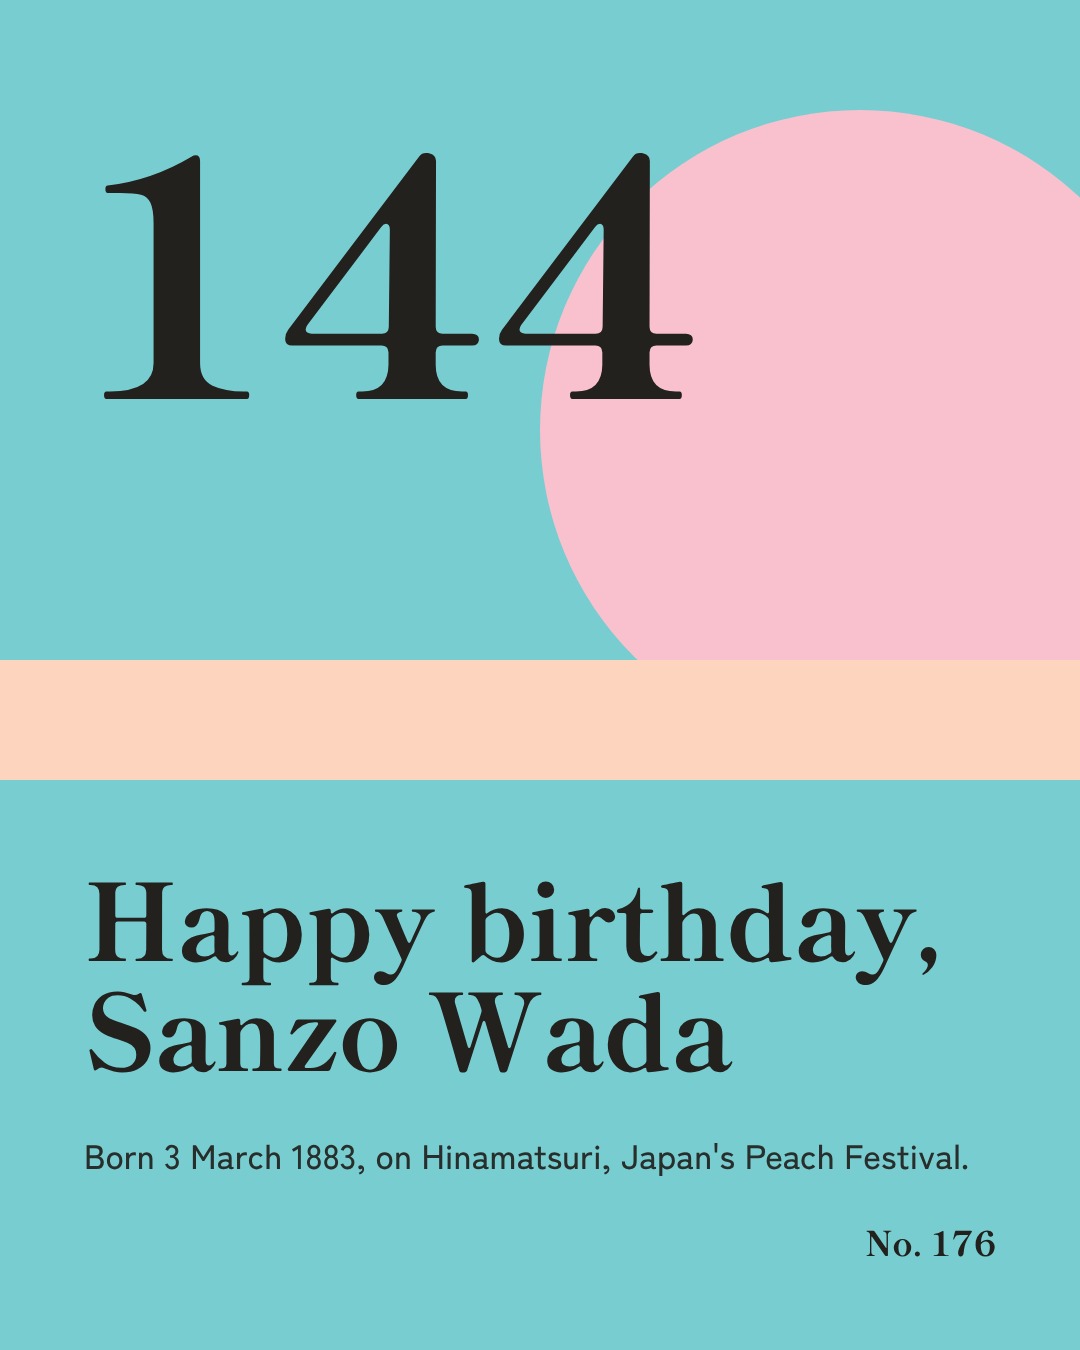 144
Happy birthday,
Sanzo Wada
Born 3 March 1883, on Hinamatsuri, Japan's Peach Festival.
No. 176